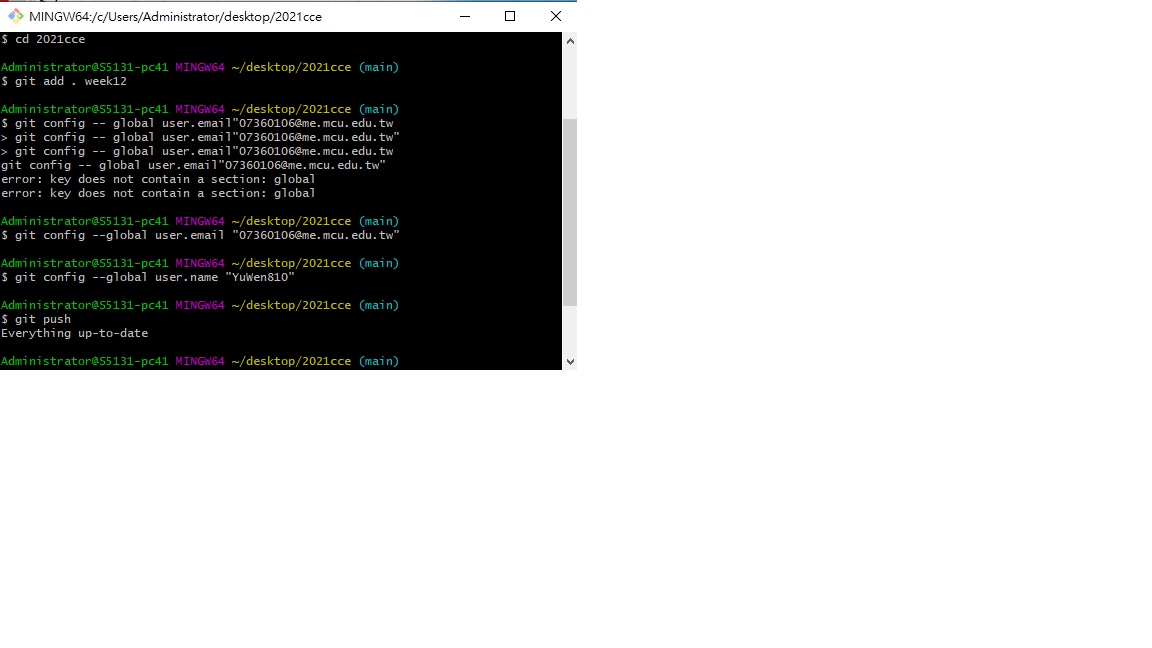 MINGW64:/c/Users/Administrator/desktop/2021cce
$ cd 2021cce
Administrator@S5131-pc41 MINGW64 ~/desktop/2021cce (main)
$ git add . week12
Administrator@S5131-pc41 MINGW64 ~/desktop/2021cce (main)
$ git config -- global user.email"07360106@me.mcu.edu.tw
> git config -- global user.email"07360106@me.mcu.edu.tw"
> git config -- global user.email"07360106@me.mcu.edu.tw
git config -- global user.email"07360106@me.mcu.edu.tw"
error: key does not contain a section: global
error: key does not contain a section: global
Administrator@S5131-pc41 MINGW64 ~/desktop/2021cce (main)
$ git config --global user.email "07360106@me.mcu.edu.tw"
Administrator@S5131-pc41 MINGW64 ~/desktop/2021cce (main)
$ git config --global user.name "YuWen810"
Administrator@S5131-pc41 MINGW64 ~/desktop/2021cce (main)
$ git push
Everything up-to-date
Administrator@S5131-pc41 MINGW64 ~/desktop/2021cce (main)